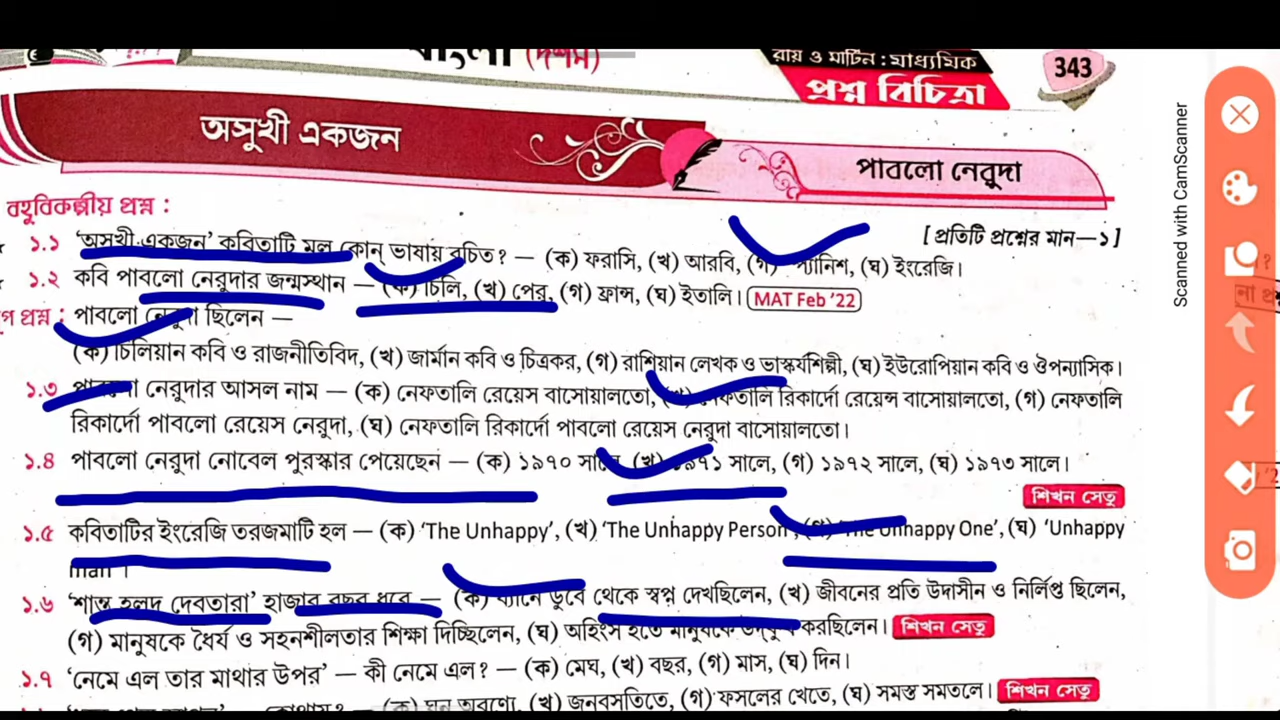 বাংলা (দশম)
রায় ও মার্টিন : মাধ্যমিক
প্রশ্ন বিচিত্রা
343
অসুখী একজন
পাবলো নেরুদা
বহুবিকল্পীয় প্রশ্ন :
[প্রতিটি প্রশ্নের মান—১]
১.১ 'অসুখী একজন' কবিতাটি মূল কোন্ ভাষায় রচিত? — (ক) ফরাসি, (খ) আরবি, (গ) স্প্যানিশ, (ঘ) ইংরেজি।
১.২ কবি পাবলো নেরুদার জন্মস্থান — (ক) চিলি, (খ) পেরু, (গ) ফ্রান্স, (ঘ) ইতালি। MAT Feb '22
প্রশ্ন : পাবলো নেরুদা ছিলেন —
(ক) চিলিয়ান কবি ও রাজনীতিবিদ, (খ) জার্মান কবি ও চিত্রকর, (গ) রাশিয়ান লেখক ও ভাস্কর্যশিল্পী, (ঘ) ইউরোপিয়ান কবি ও ঔপন্যাসিক।
১.৩ পাবলো নেরুদার আসল নাম — (ক) নেফতালি রেয়েস বাসোয়ালতো, (খ) নেফতালি রিকার্দো রেয়েন্স বাসোয়ালতো, (গ) নেফতালি
রিকার্দো পাবলো রেয়েস নেরুদা, (ঘ) নেফতালি রিকার্দো পাবলো রেয়েস নেরুদা বাসোয়ালতো।
১.৪ পাবলো নেরুদা নোবেল পুরস্কার পেয়েছেন — (ক) ১৯৭০ সালে, (খ) ১৯৭১ সালে, (গ) ১৯৭২ সালে, (ঘ) ১৯৭৩ সালে।
শিখন সেতু
১.৫ কবিতাটির ইংরেজি তরজমাটি হল — (ক) 'The Unhappy', (খ) 'The Unhappy Person', (গ) 'The Unhappy One', (ঘ) 'Unhappy
man'।
১.৬ 'শান্ত হলুদ দেবতারা' হাজার বছর ধরে — (ক) ধ্যানে ডুবে থেকে স্বপ্ন দেখছিলেন, (খ) জীবনের প্রতি উদাসীন ও নির্লিপ্ত ছিলেন,
(গ) মানুষকে ধৈর্য ও সহনশীলতার শিক্ষা দিচ্ছিলেন, (ঘ) অহিংস হতে মানুষকে উদ্বুদ্ধ করছিলেন। শিখন সেতু
১.৭ 'নেমে এল তার মাথার উপর' — কী নেমে এল? — (ক) মেঘ, (খ) বছর, (গ) মাস, (ঘ) দিন।
(ক) ঘন অরণ্যে, (খ) জনবসতিতে, (গ) ফসলের খেতে, (ঘ) সমস্ত সমতলে। শিখন সেতু
Scanned with CamScanner